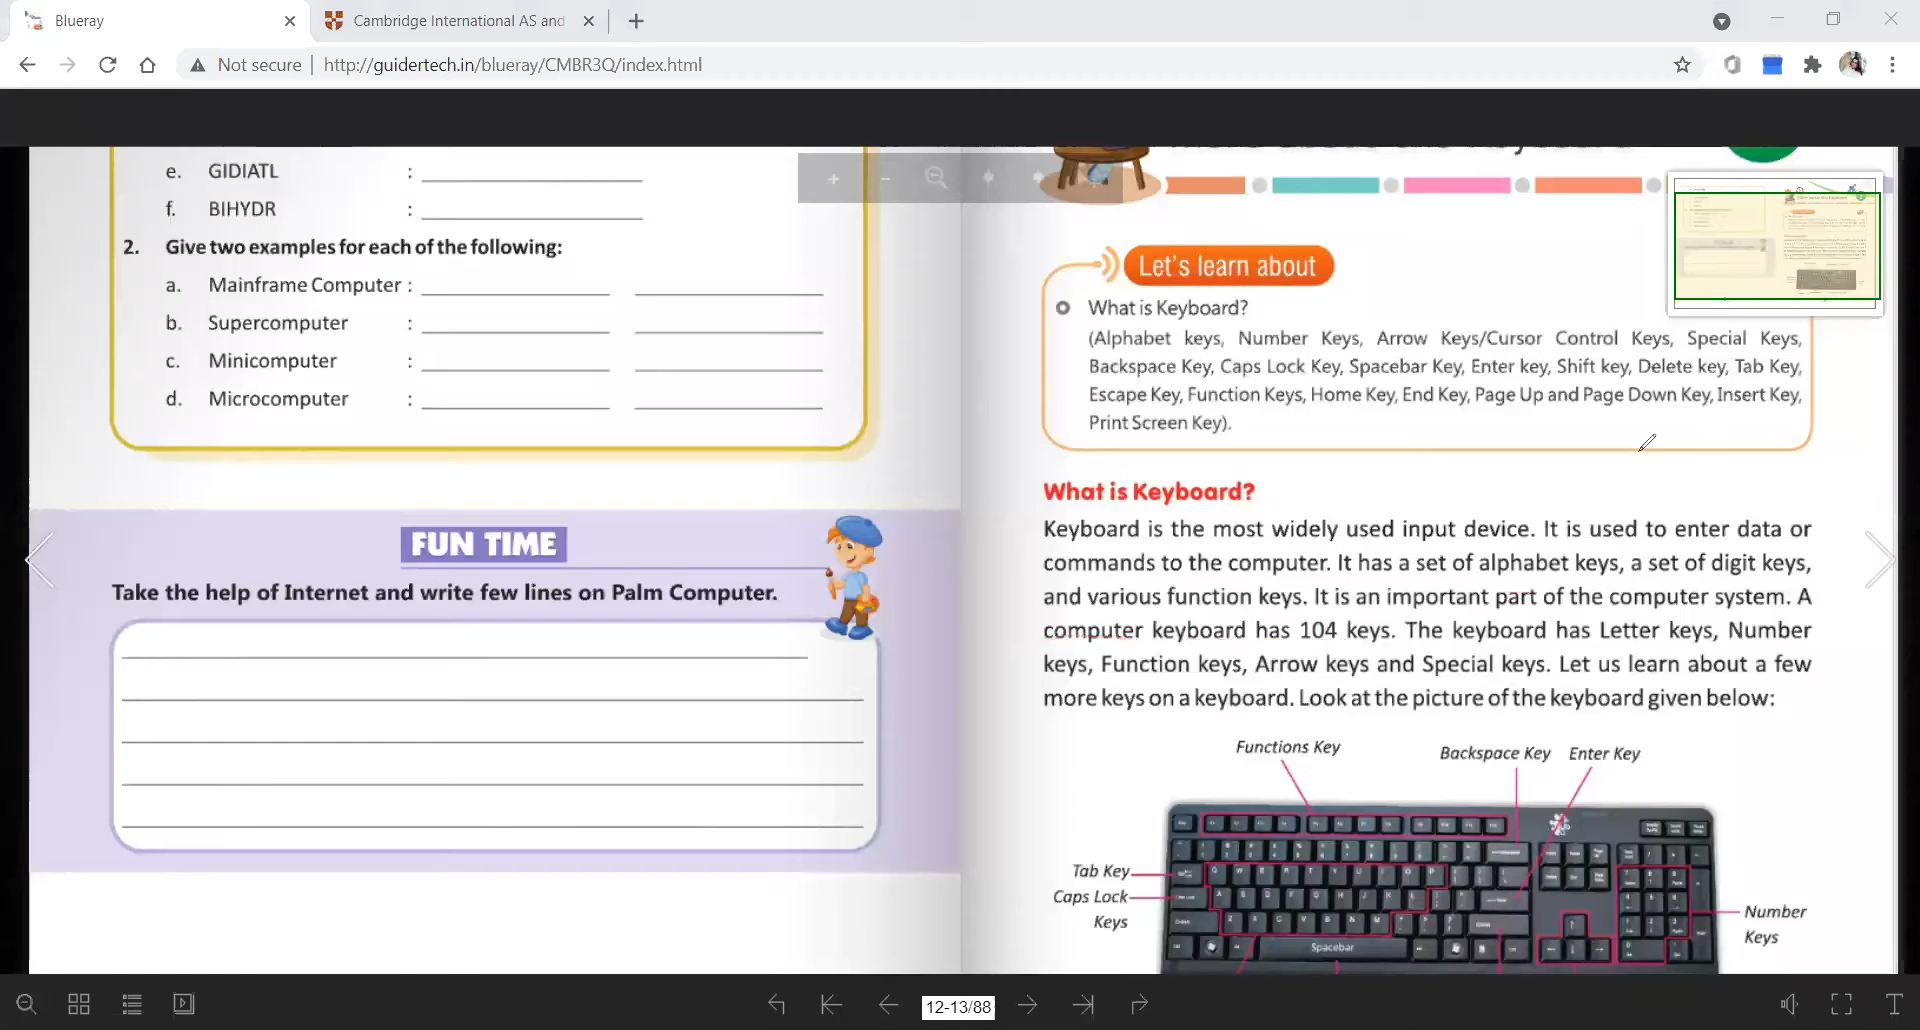 Blueray
Cambridge International AS and
Not secure
http://guidertech.in/blueray/CMBR3Q/index.html
e. GIDIATL :
f. BIHYDR :
2. Give two examples for each of the following:
a. Mainframe Computer :
b. Supercomputer :
c. Minicomputer :
d. Microcomputer :
FUN TIME
Take the help of Internet and write few lines on Palm Computer.
Let's learn about
What is Keyboard?
(Alphabet keys, Number Keys, Arrow Keys/Cursor Control Keys, Special Keys,
Backspace Key, Caps Lock Key, Spacebar Key, Enter key, Shift key, Delete key, Tab Key,
Escape Key, Function Keys, Home Key, End Key, Page Up and Page Down Key, Insert Key,
Print Screen Key).
What is Keyboard?
Keyboard is the most widely used input device. It is used to enter data or
commands to the computer. It has a set of alphabet keys, a set of digit keys,
and various function keys. It is an important part of the computer system. A
computer keyboard has 104 keys. The keyboard has Letter keys, Number
keys, Function keys, Arrow keys and Special keys. Let us learn about a few
more keys on a keyboard. Look at the picture of the keyboard given below:
Functions Key
Backspace Key
Enter Key
Tab Key
Caps Lock
Keys
Number
Keys
Spacebar
12-13/88